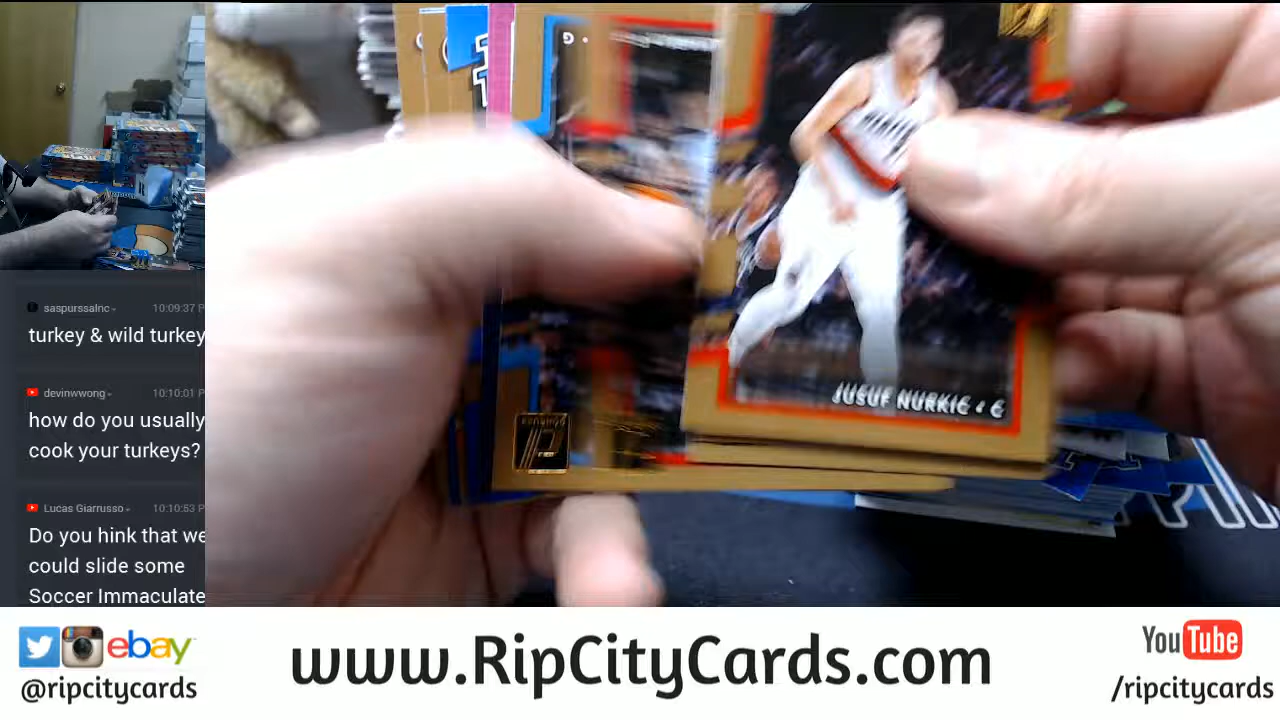 saspurssaInc 10:09:37 P
turkey & wild turkey
devinwwong 10:10:01 P
how do you usually
cook your turkeys?
Lucas Giarrusso 10:10:53 P
Do you hink that we
could slide some
Soccer Immaculate
JUSUF NURKIC • C
ebay
@ripcitycards
www.RipCityCards.com
YouTube
/ripcitycards